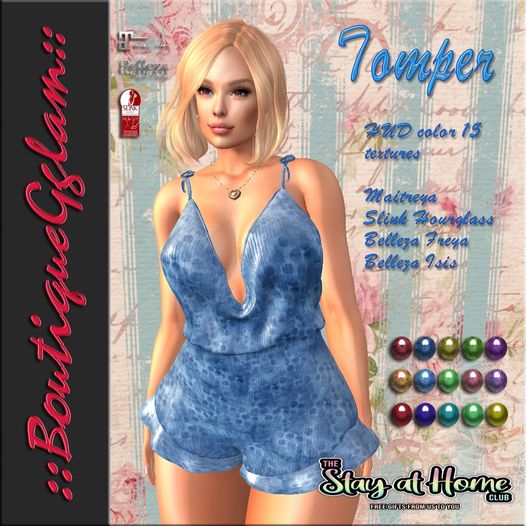 ::BoutiqueGglam::
Belleza
SLINK
Tomper
HUD color 15
textures
Maitreya
Slink Hourglass
Belleza Freya
Belleza Isis
THE
Stay at Home
CLUB
FREE GIFTS FROM US TO YOU